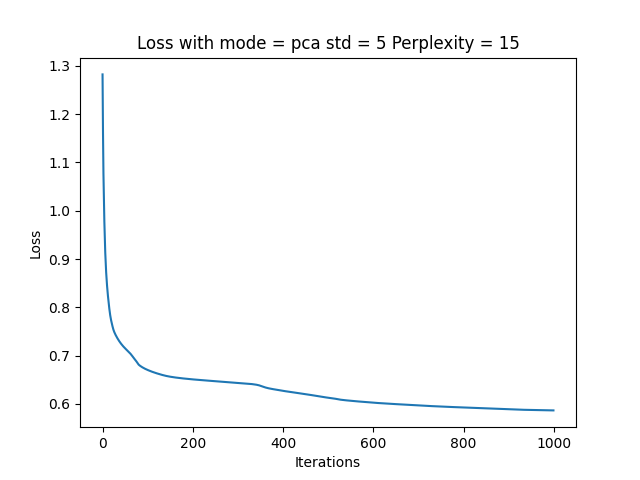 Loss with mode = pca std = 5 Perplexity = 15
1.3
1.2
1.1
1.0
0.9
0.8
0.7
0.6
Loss
0 200 400 600 800 1000
Iterations